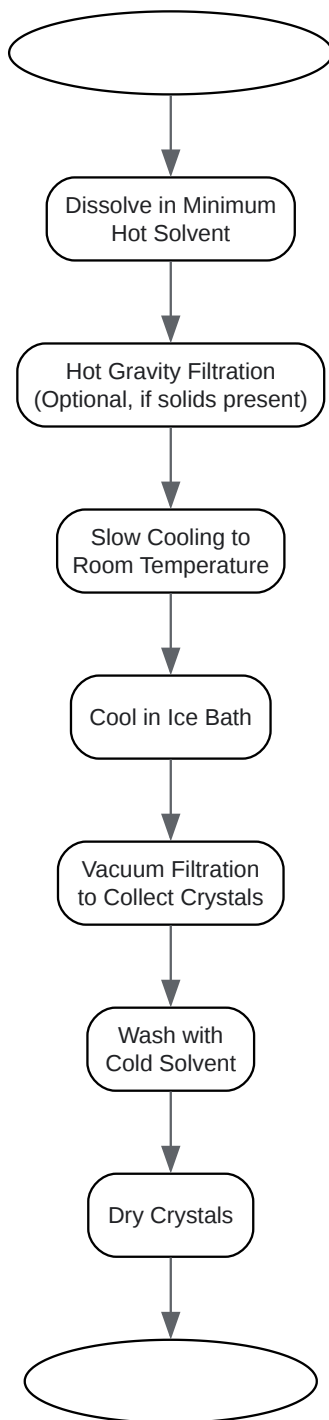 Dissolve in Minimum
Hot Solvent
Hot Gravity Filtration
(Optional, if solids present)
Slow Cooling to
Room Temperature
Cool in Ice Bath
Vacuum Filtration
to Collect Crystals
Wash with
Cold Solvent
Dry Crystals